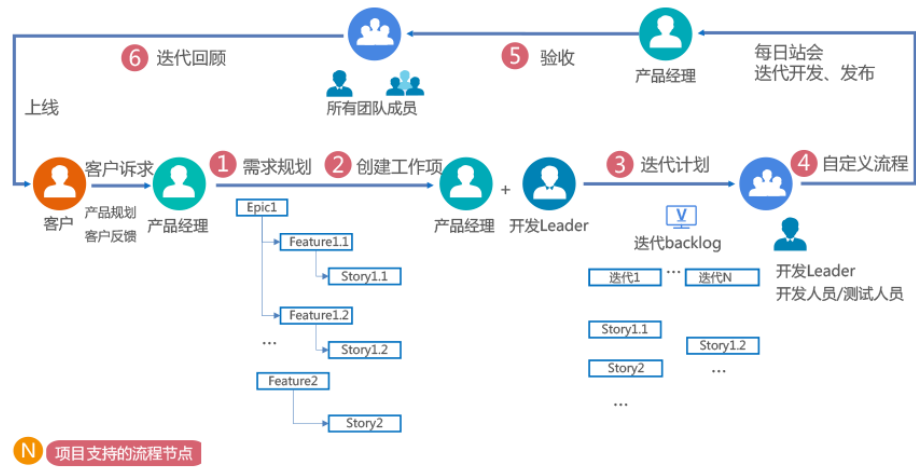 6 迭代回顾
5 验收
产品经理
每日站会
迭代开发、发布
所有团队成员
上线
客户诉求
1 需求规划
2 创建工作项
3 迭代计划
4 自定义流程
客户
产品规划
客户反馈
产品经理
产品经理
+
开发Leader
V
迭代backlog
开发Leader
开发人员/测试人员
Epic1
Feature1.1
Story1.1
Feature1.2
...
Story1.2
Feature2
Story2
迭代1
...
迭代N
Story1.1
Story1.2
Story2
...
...
N 项目支持的流程节点